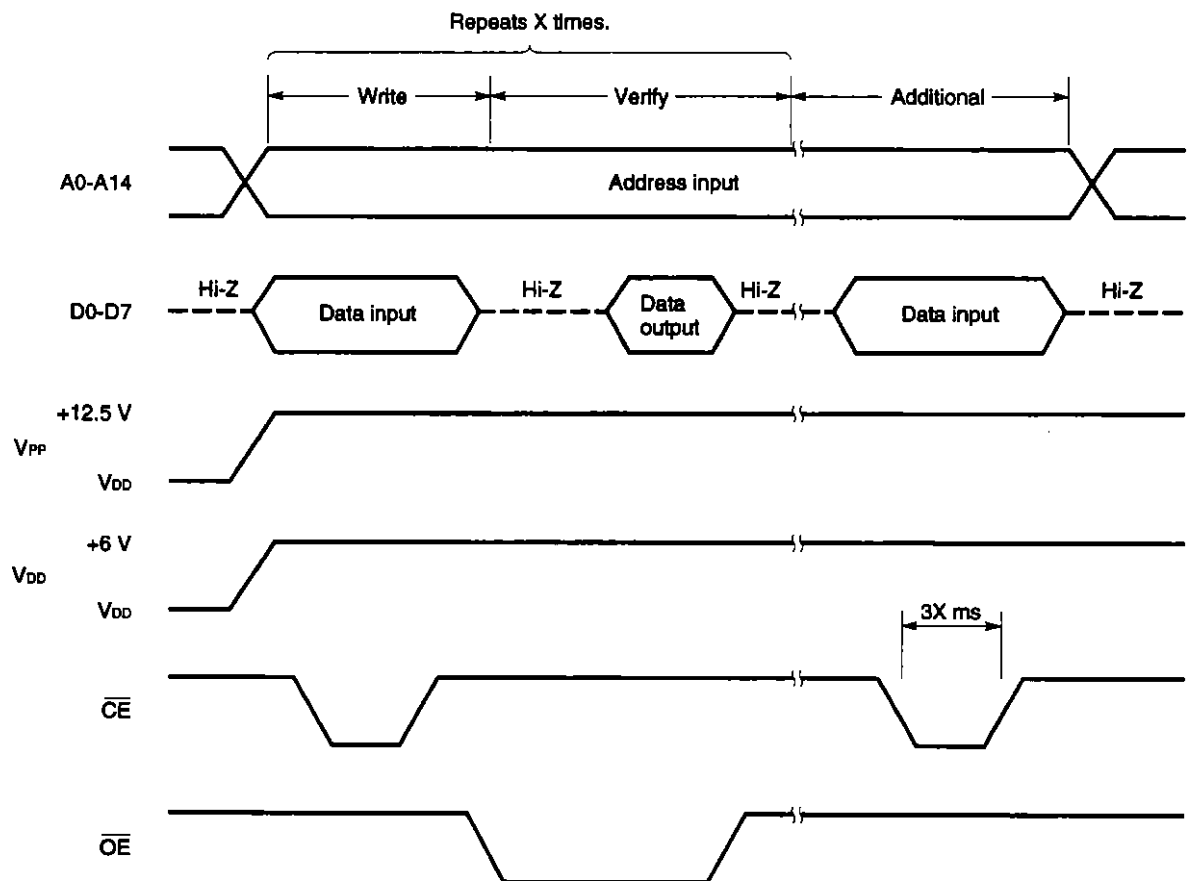 Repeats X times.
Write Verify Additional
A0-A14 Address input
Hi-Z Hi-Z Hi-Z Hi-Z
D0-D7 Data input Data output Data input
+12.5 V
VPP
VDD
+6 V
VDD
VDD
3X ms
CE
OE